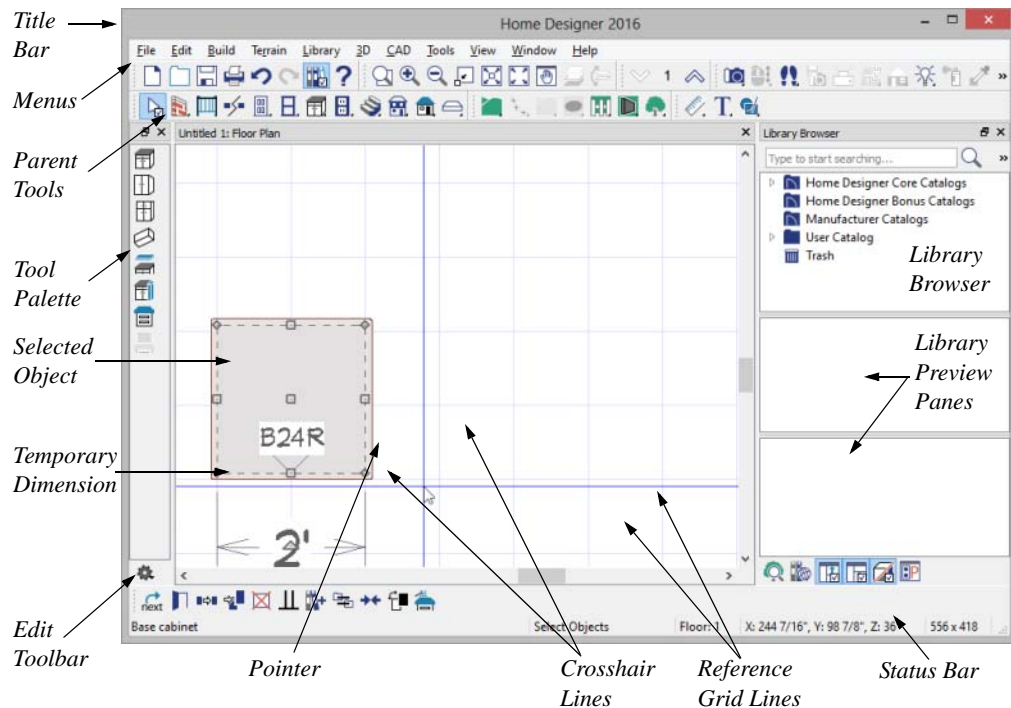 Title
Bar
Home Designer 2016
File Edit Build Terrain Library 3D CAD Tools View Window Help
Menus
? 1 »
T
Parent
Tools
Untitled 1: Floor Plan
Library Browser
Type to start searching... »
Home Designer Core Catalogs
Home Designer Bonus Catalogs
Manufacturer Catalogs
User Catalog
Trash
Library
Browser
Tool
Palette
Selected
Object
Library
Preview
Panes
B24R
Temporary
Dimension
2'
next
Base cabinet
Select Objects
Floor: 1
X: 244 7/16", Y: 98 7/8", Z: 36
556 x 418
Edit
Toolbar
Pointer
Crosshair
Lines
Reference
Grid Lines
Status Bar